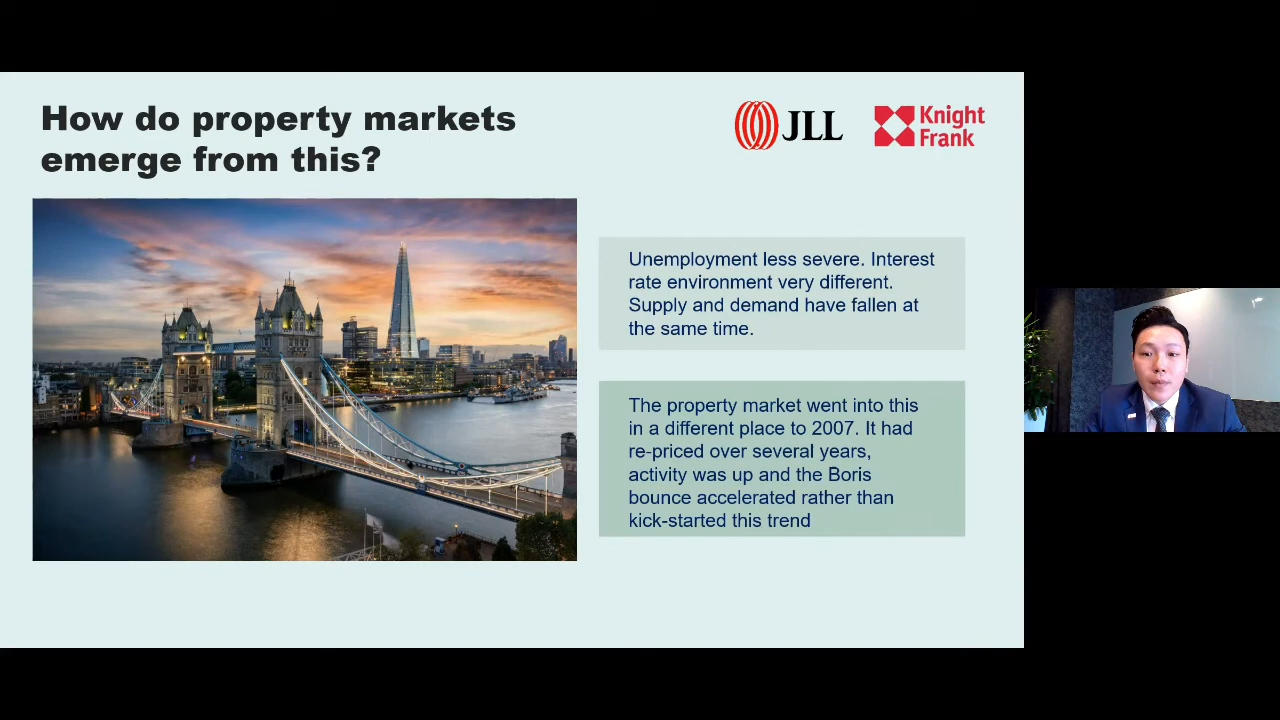 How do property markets
emerge from this?
JLL
Knight
Frank
Unemployment less severe. Interest
rate environment very different.
Supply and demand have fallen at
the same time.
The property market went into this
in a different place to 2007. It had
re-priced over several years,
activity was up and the Boris
bounce accelerated rather than
kick-started this trend